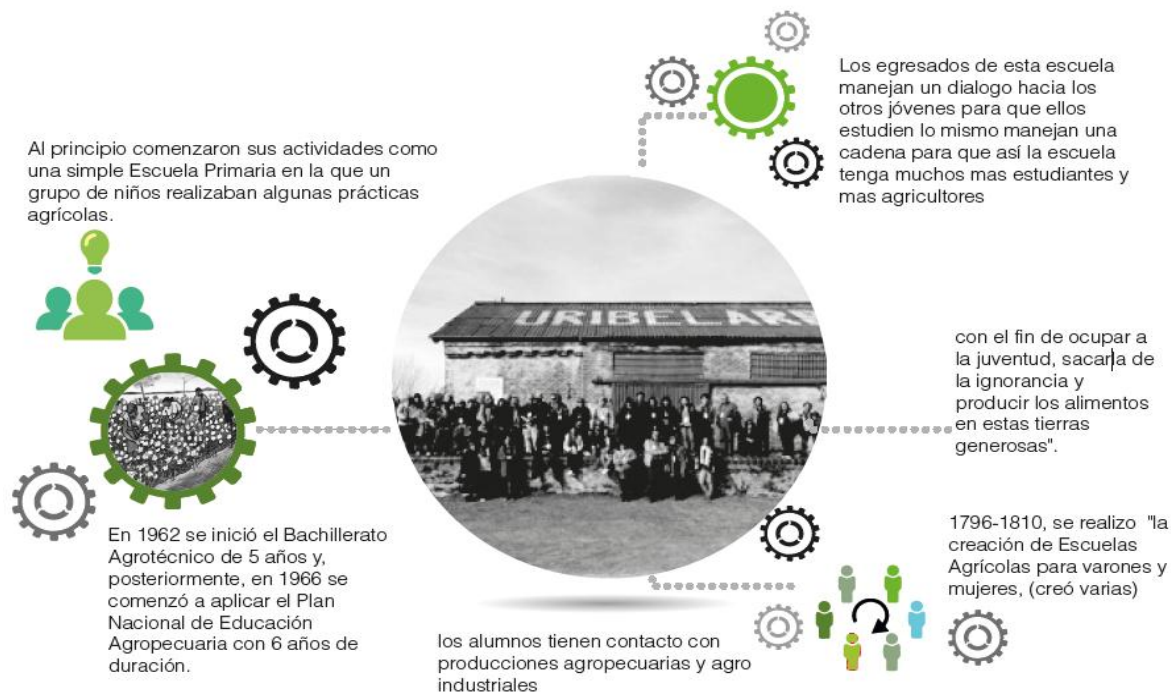 Al principio comenzaron sus actividades como
una simple Escuela Primaria en la que un
grupo de niños realizaban algunas prácticas
agrícolas.
Los egresados de esta escuela
manejan un dialogo hacia los
otros jóvenes para que ellos
estudien lo mismo manejan una
cadena para que así la escuela
tenga muchos mas estudiantes y
mas agricultores
URIBELARR
con el fin de ocupar a
la juventud, sacarla de
la ignorancia y
producir los alimentos
en estas tierras
generosas".
En 1962 se inició el Bachillerato
Agrotécnico de 5 años y,
posteriormente, en 1966 se
comenzó a aplicar el Plan
Nacional de Educación
Agropecuaria con 6 años de
duración.
1796-1810, se realizo "la
creación de Escuelas
Agrícolas para varones y
mujeres, (creó varias)
los alumnos tienen contacto con
producciones agropecuarias y agro
industriales